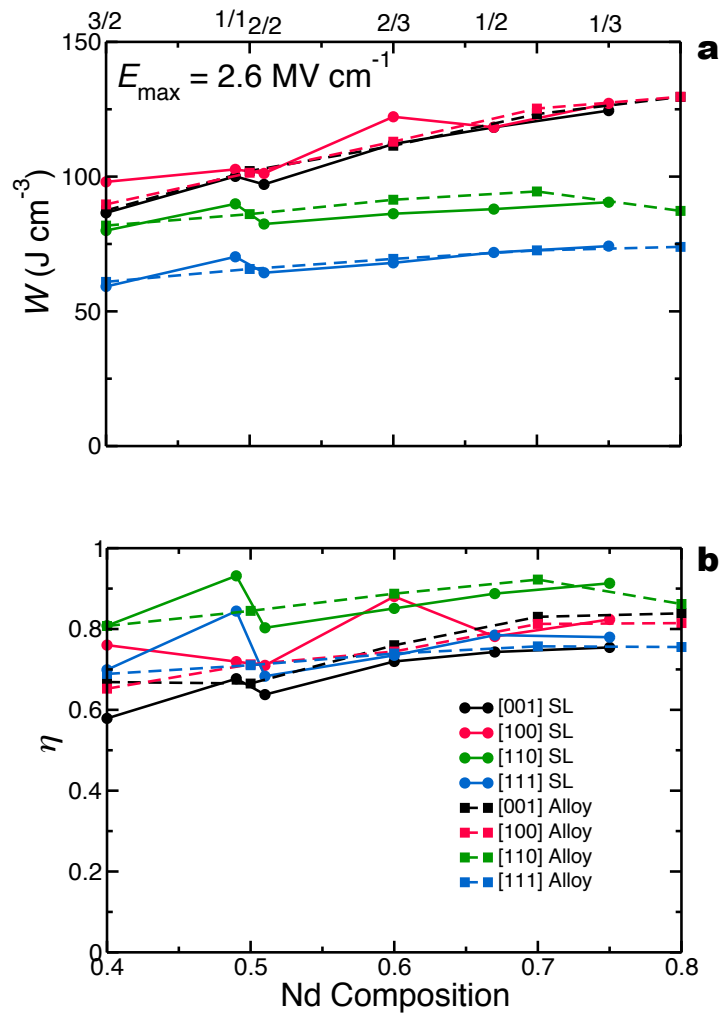 3/2 1/1 2/2 2/3 1/2 1/3
150
a
E_max = 2.6 MV cm⁻¹
100
W (J cm⁻³)
50
0
1
b
0.8
0.6
η
[001] SL
[100] SL
[110] SL
[111] SL
[001] Alloy
[100] Alloy
[110] Alloy
[111] Alloy
0.4
0.2
0
0.4 0.5 0.6 0.7 0.8
Nd Composition